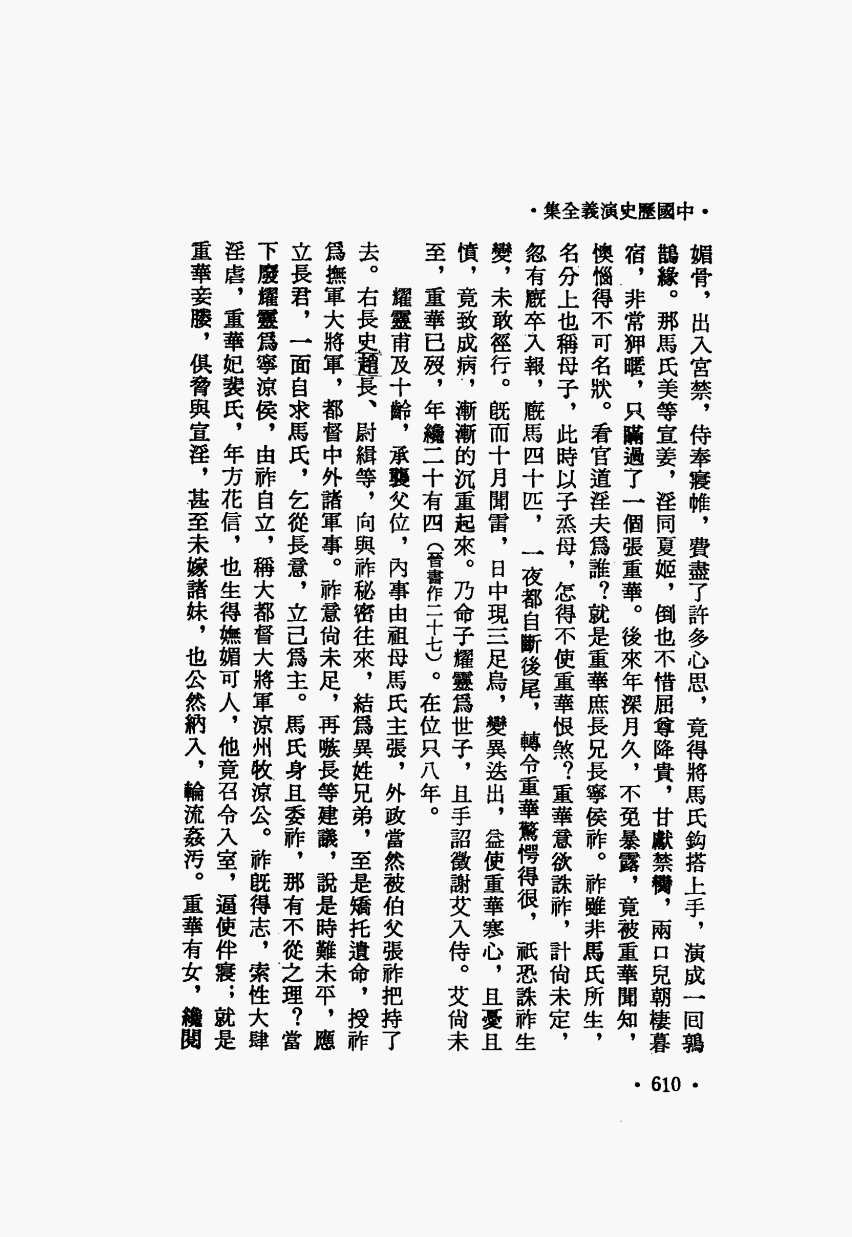 ·中國歷史演義全集·
媚骨，出入宮禁，侍奉寢帷，費盡了許多心思，竟得將馬氏鈎搭上手，演成一回鶉
鵲緣。那馬氏美等宣姜，淫同夏姬，倒也不惜屈尊降貴，甘獻禁臠，兩口兒朝棲暮
宿，非常狎暱，只瞞過了一個張重華。後來年深月久，不免暴露，竟被重華聞知，
懊惱得不可名狀。看官道淫夫爲誰？就是重華庶長兄長寧侯祚。祚雖非馬氏所生，
名分上也稱母子，此時以子烝母，怎得不使重華恨煞？重華意欲誅祚，計尙未定，
忽有廐卒入報，廐馬四十匹，一夜都自斷後尾，轉令重華驚愕得很，祇恐誅祚生
變，未敢徑行。旣而十月聞雷，日中現三足烏，變異迭出，益使重華寒心，且憂且
憤，竟致成病，漸漸的沉重起來。乃命子耀靈爲世子，且手詔徵謝艾入侍。艾尙未
至，重華已歿，年纔二十有四（晉書作二十七）。在位只八年。
耀靈甫及十齡，承襲父位，內事由祖母馬氏主張，外政當然被伯父張祚把持了
去。右長史趙長、尉緝等，向與祚秘密往來，結爲異姓兄弟，至是矯托遺命，授祚
爲撫軍大將軍，都督中外諸軍事。祚意尙未足，再嗾長等建議，說是時難未平，應
立長君，一面自求馬氏，乞從長意，立己爲主。馬氏身且委祚，那有不從之理？當
下廢耀靈爲寧涼侯，由祚自立，稱大都督大將軍涼州牧涼公。祚旣得志，索性大肆
淫虐，重華妃裴氏，年方花信，也生得嫵媚可人，他竟召令入室，逼使伴寢；就是
重華妾媵，俱脅與宣淫，甚至未嫁諸妹，也公然納入，輪流姦汚。重華有女，纔閱
·610·